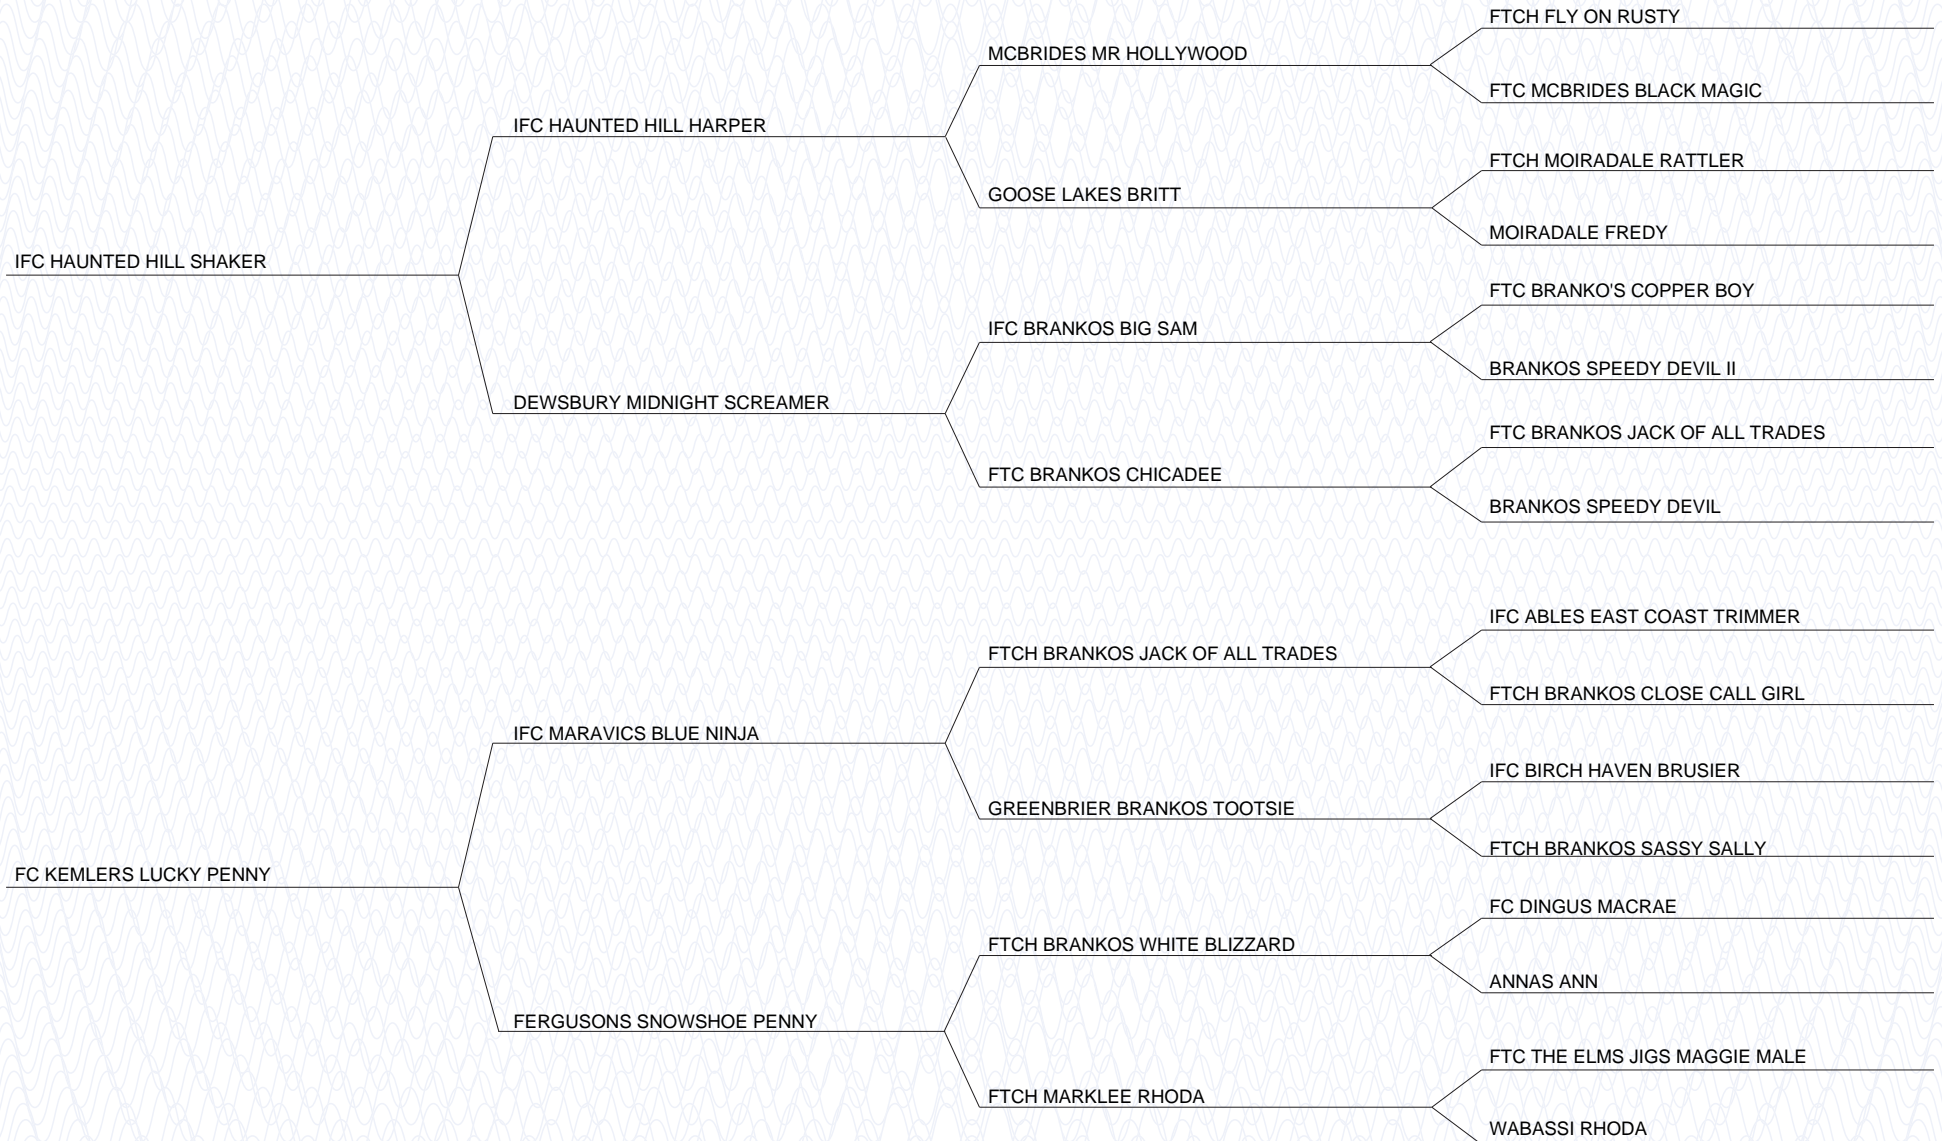 FTCH FLY ON RUSTY
MCBRIDES MR HOLLYWOOD
FTC MCBRIDES BLACK MAGIC
IFC HAUNTED HILL HARPER
FTCH MOIRADALE RATTLER
GOOSE LAKES BRITT
MOIRADALE FREDY
IFC HAUNTED HILL SHAKER
FTC BRANKO'S COPPER BOY
IFC BRANKOS BIG SAM
BRANKOS SPEEDY DEVIL II
DEWSBURY MIDNIGHT SCREAMER
FTC BRANKOS JACK OF ALL TRADES
FTC BRANKOS CHICADEE
BRANKOS SPEEDY DEVIL
IFC ABLES EAST COAST TRIMMER
FTCH BRANKOS JACK OF ALL TRADES
FTCH BRANKOS CLOSE CALL GIRL
IFC MARAVICS BLUE NINJA
IFC BIRCH HAVEN BRUSIER
GREENBRIER BRANKOS TOOTSIE
FTCH BRANKOS SASSY SALLY
FC KEMLERS LUCKY PENNY
FC DINGUS MACRAE
FTCH BRANKOS WHITE BLIZZARD
ANNAS ANN
FERGUSONS SNOWSHOE PENNY
FTC THE ELMS JIGS MAGGIE MALE
FTCH MARKLEE RHODA
WABASSI RHODA